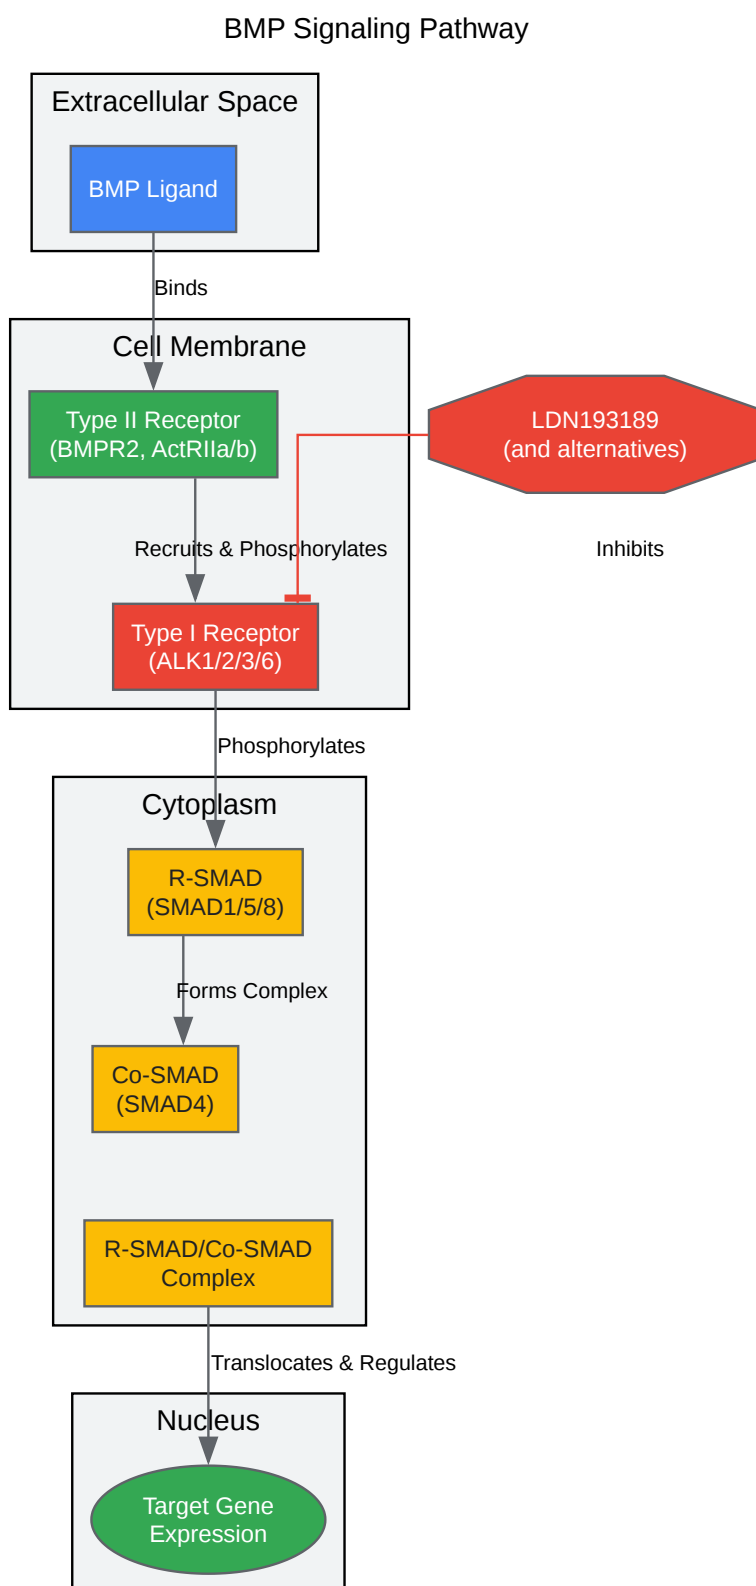 BMP Signaling Pathway
Extracellular Space
BMP Ligand
Binds
Cell Membrane
Type II Receptor
(BMPR2, ActRIIa/b)
LDN193189
(and alternatives)
Recruits & Phosphorylates
Inhibits
Type I Receptor
(ALK1/2/3/6)
Phosphorylates
Cytoplasm
R-SMAD
(SMAD1/5/8)
Forms Complex
Co-SMAD
(SMAD4)
R-SMAD/Co-SMAD
Complex
Translocates & Regulates
Nucleus
Target Gene
Expression